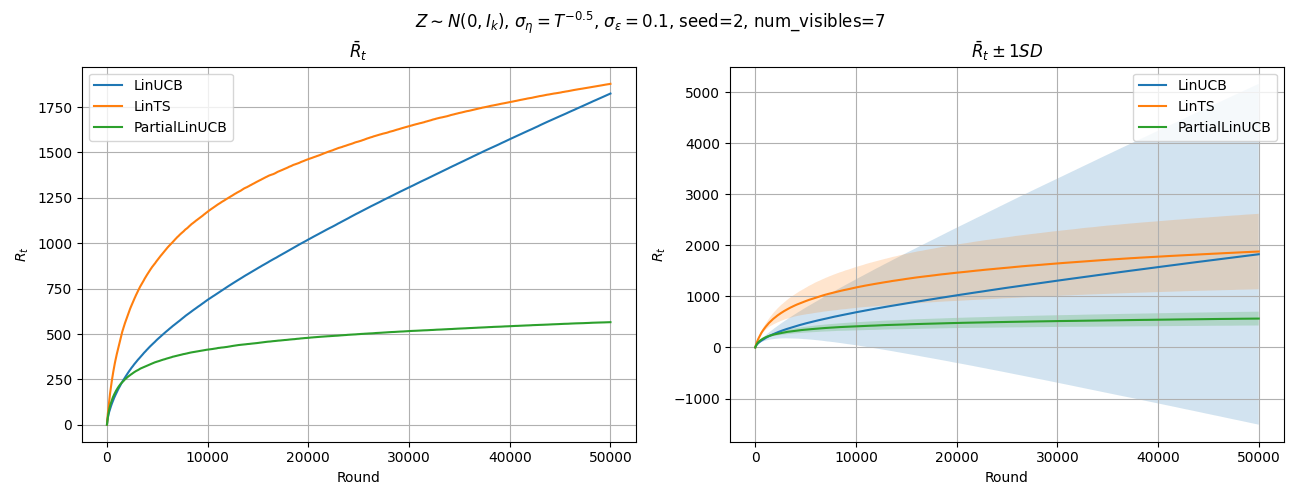 Z ∼ N(0, I_k), σ_η = T^{-0.5}, σ_ε = 0.1, seed=2, num_visibles=7
R̄_t
LinUCB
LinTS
PartialLinUCB
1750
1500
1250
1000
750
500
250
0
R_t
0 10000 20000 30000 40000 50000
Round
R̄_t ± 1SD
LinUCB
LinTS
PartialLinUCB
5000
4000
3000
2000
1000
0
−1000
R_t
0 10000 20000 30000 40000 50000
Round